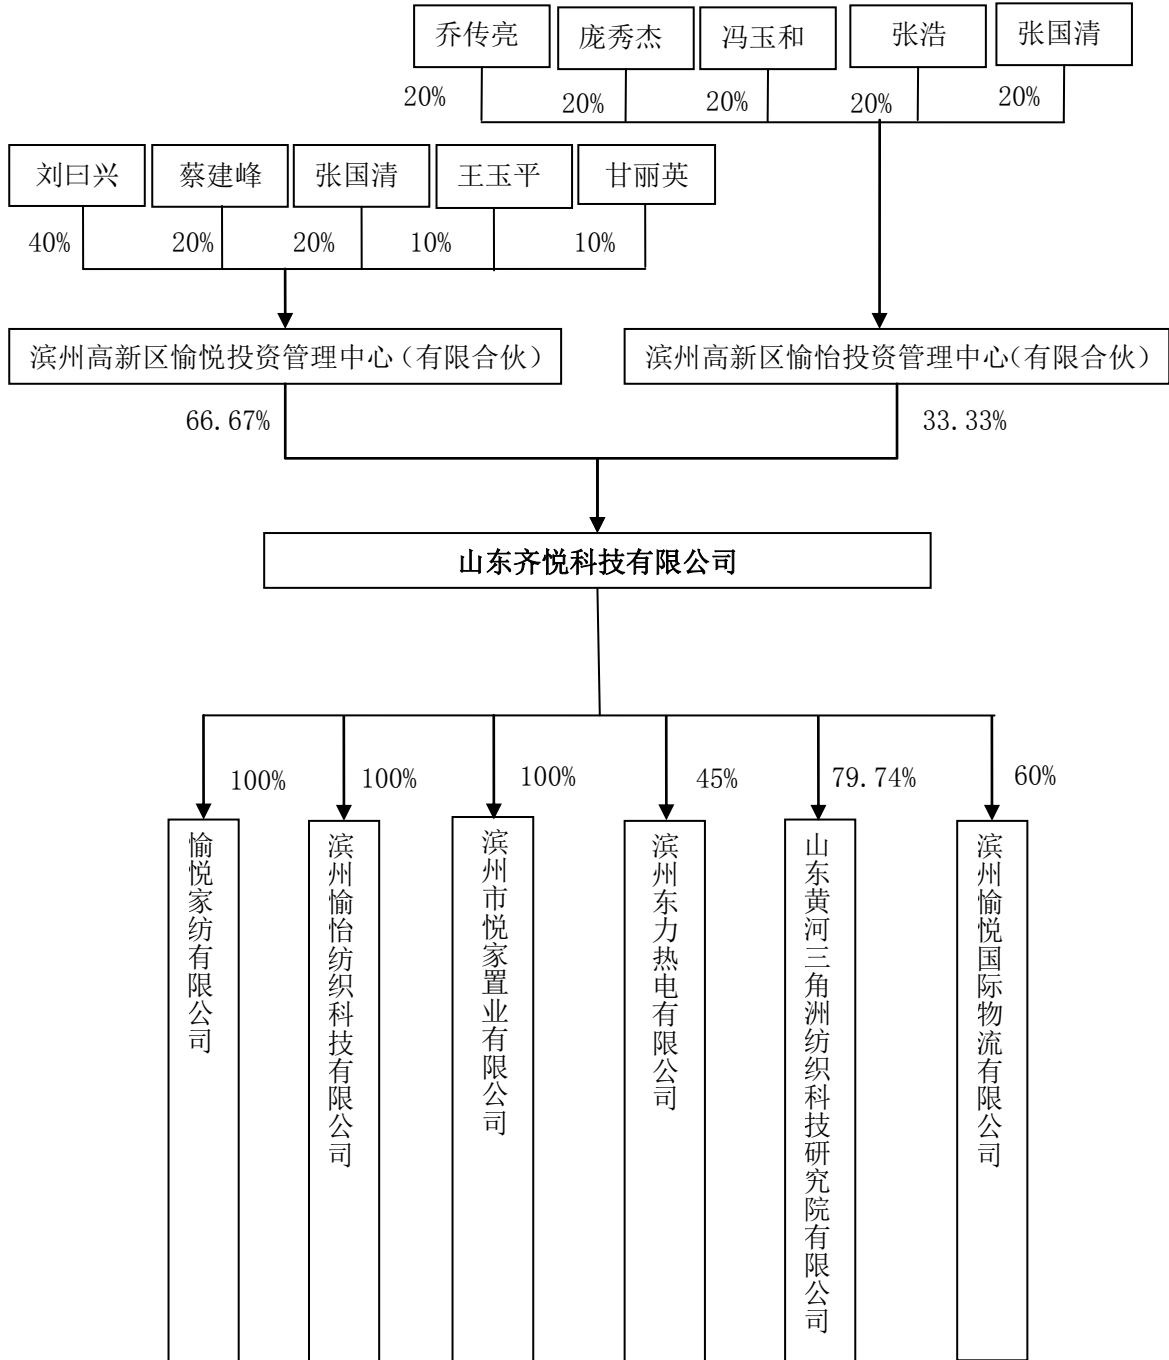 乔传亮
庞秀杰
冯玉和
张浩
张国清
20%
20%
20%
20%
20%
刘曰兴
蔡建峰
张国清
王玉平
甘丽英
40%
20%
20%
10%
10%
滨州高新区愉悦投资管理中心（有限合伙）
滨州高新区愉怡投资管理中心（有限合伙）
66.67%
33.33%
山东齐悦科技有限公司
100%
100%
100%
45%
79.74%
60%
愉悦家纺有限公司
滨州愉怡纺织科技有限公司
滨州市悦家置业有限公司
滨州东力热电有限公司
山东黄河三角洲纺织科技研究院有限公司
滨州愉悦国际物流有限公司